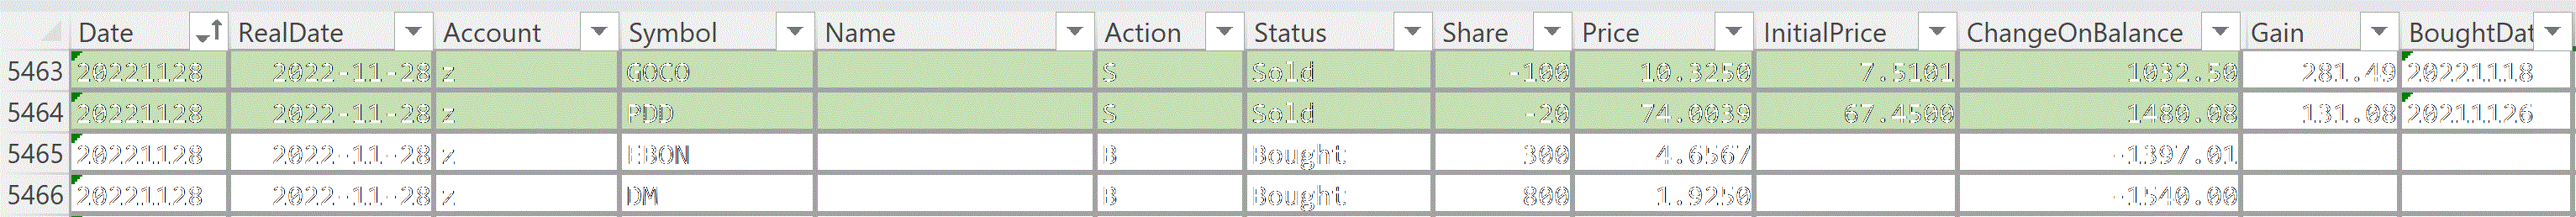 Date RealDate Account Symbol Name Action Status Share Price InitialPrice ChangeOnBalance Gain BoughtDat
5463 20221128 2022-11-28 z GOCO S Sold -100 10.3250 7.5101 1032.50 281.49 20221118
5464 20221128 2022-11-28 z PDD S Sold -20 74.0039 67.4500 1480.08 131.08 20211126
5465 20221128 2022-11-28 z EBON B Bought 300 4.6567 -1397.01
5466 20221128 2022-11-28 z DM B Bought 800 1.9250 -1540.00